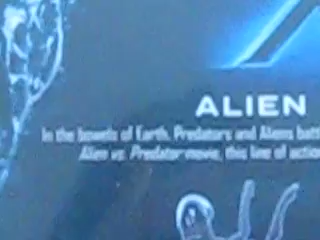 ALIEN
In the bowels of Earth, Predators and Aliens batt
Alien vs. Predator movie, this line of action